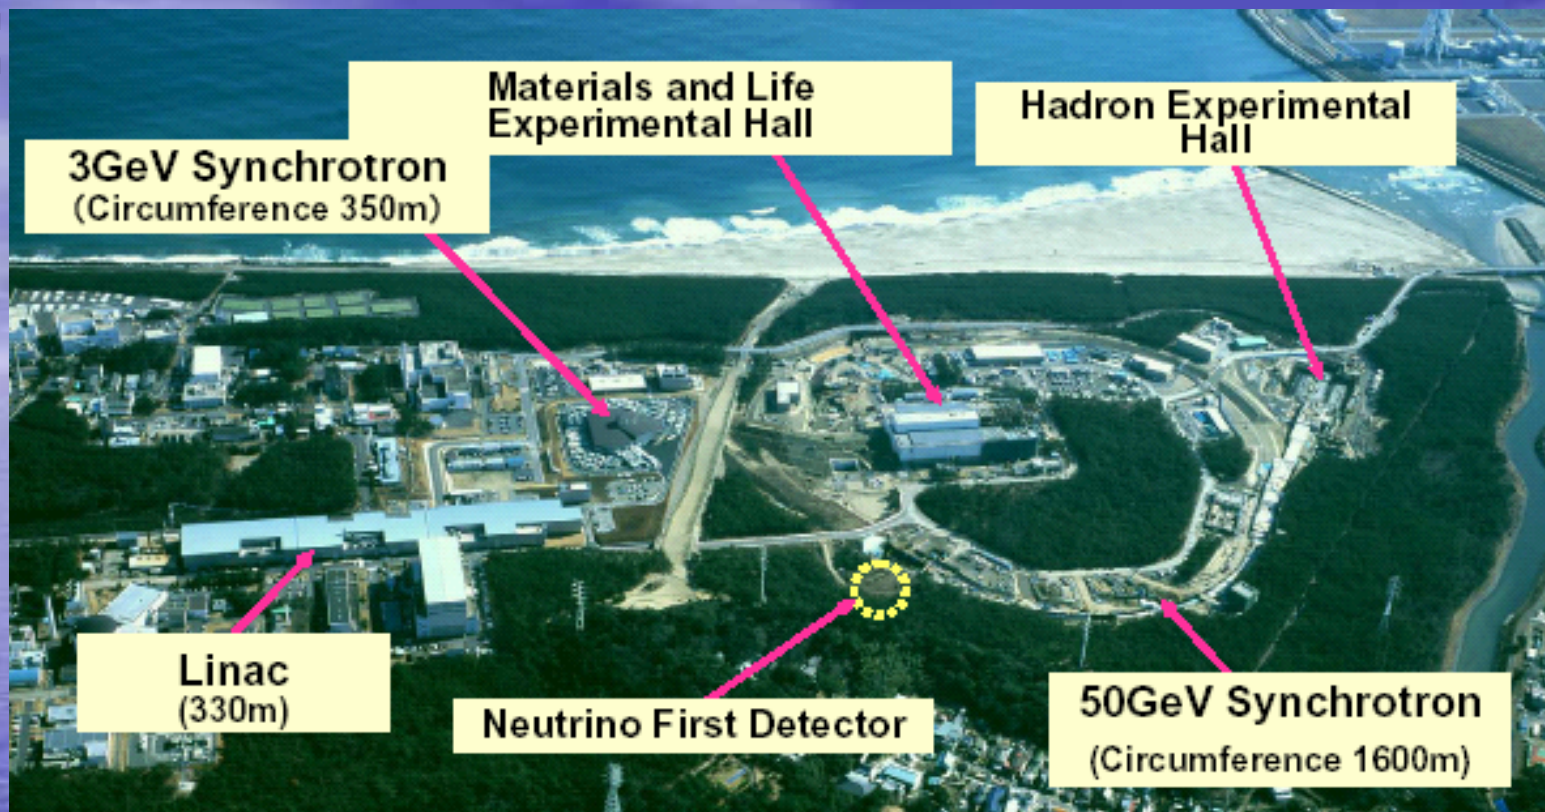 Materials and Life
Experimental Hall
Hadron Experimental
Hall
3GeV Synchrotron
(Circumference 350m)
Linac
(330m)
Neutrino First Detector
50GeV Synchrotron
(Circumference 1600m)